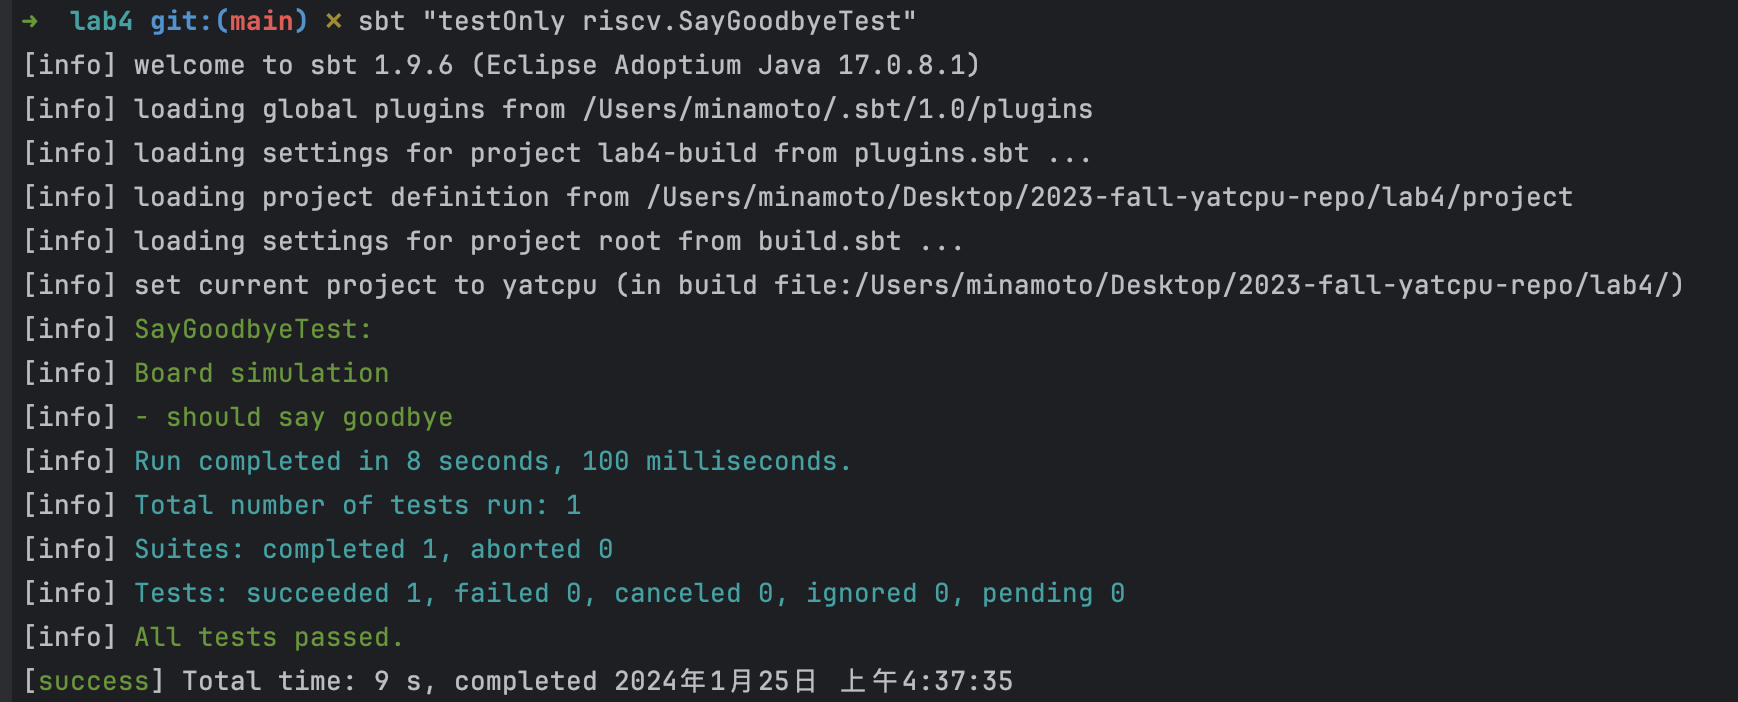 ➜  lab4 git:(main) ✗ sbt "testOnly riscv.SayGoodbyeTest"
[info] welcome to sbt 1.9.6 (Eclipse Adoptium Java 17.0.8.1)
[info] loading global plugins from /Users/minamoto/.sbt/1.0/plugins
[info] loading settings for project lab4-build from plugins.sbt ...
[info] loading project definition from /Users/minamoto/Desktop/2023-fall-yatcpu-repo/lab4/project
[info] loading settings for project root from build.sbt ...
[info] set current project to yatcpu (in build file:/Users/minamoto/Desktop/2023-fall-yatcpu-repo/lab4/)
[info] SayGoodbyeTest:
[info] Board simulation
[info] - should say goodbye
[info] Run completed in 8 seconds, 100 milliseconds.
[info] Total number of tests run: 1
[info] Suites: completed 1, aborted 0
[info] Tests: succeeded 1, failed 0, canceled 0, ignored 0, pending 0
[info] All tests passed.
[success] Total time: 9 s, completed 2024年1月25日 上午4:37:35